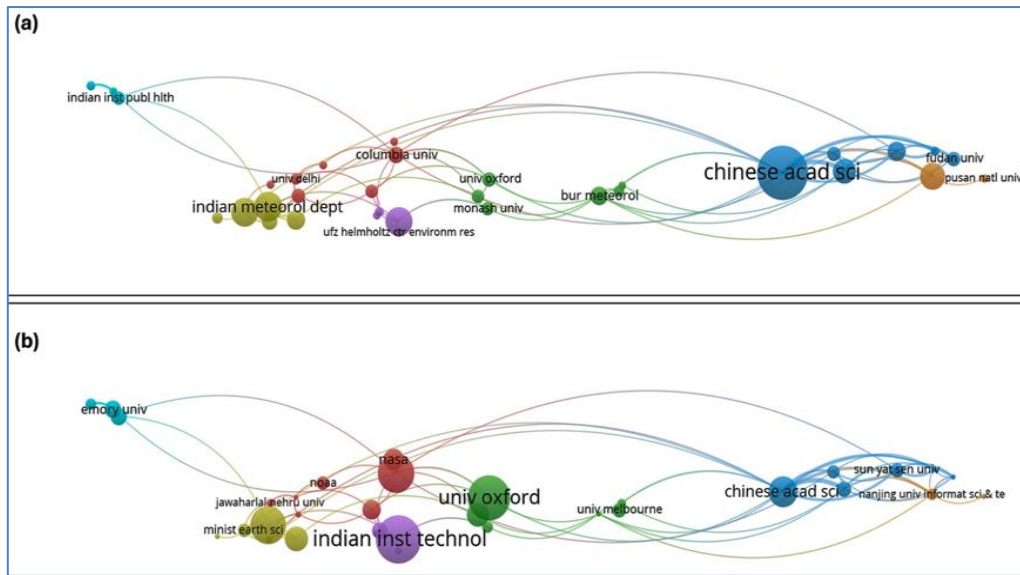 (a)
indian inst publ hlth
columbia univ
chinese acad sci
fudan univ
univ delhi
univ oxford
pusan natl univ
bur meteorol
indian meteorol dept
monash univ
ufz helmholtz ctr environm res
(b)
emory univ
nasa
sun yat sen univ
noaa
chinese acad sci
nanjing univ informat sci & te
univ oxford
jawaharlal nehru univ
univ melbourne
minist earth sci
indian inst technol